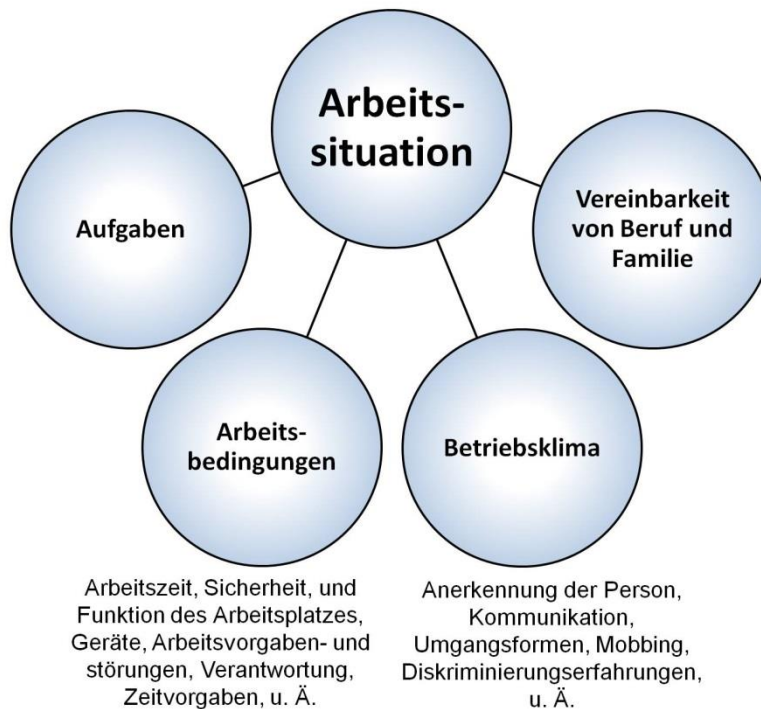 Arbeits-
situation
Aufgaben
Vereinbarkeit
von Beruf und
Familie
Arbeits-
bedingungen
Betriebsklima
Arbeitszeit, Sicherheit, und
Funktion des Arbeitsplatzes,
Geräte, Arbeitsvorgaben- und
störungen, Verantwortung,
Zeitvorgaben, u. Ä.
Anerkennung der Person,
Kommunikation,
Umgangsformen, Mobbing,
Diskriminierungserfahrungen,
u. Ä.